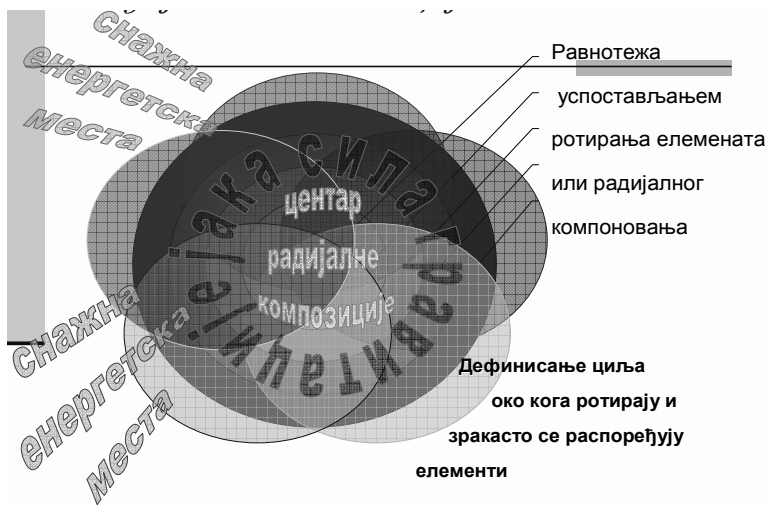 снажна
енергетска
места
Равнотежа
успостављањем
ротирања елемената
или радијалног
компоновања
јака сила гравитације
центар
радијалне
композиције
снажна
енергетска
места
Дефинисање циља
око кога ротирају и
зракасто се распоређују
елементи